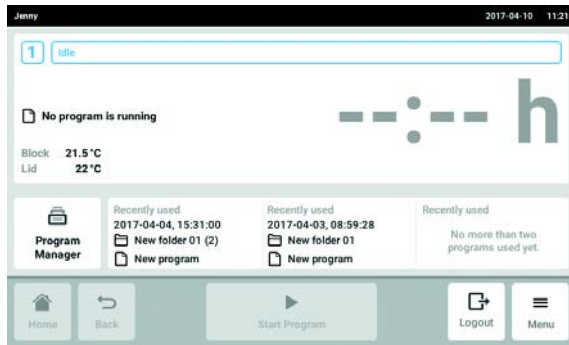 Jenny 2017-04-10 11:21
1 Idle
--:-- h
No program is running
Block 21.5°C
Lid 22°C
Program Manager
Recently used
2017-04-04, 15:31:00
New folder 01 (2)
New program
Recently used
2017-04-03, 08:59:28
New folder 01
New program
Recently used
No more than two
programs used yet.
Home
Back
Start Program
Logout
Menu